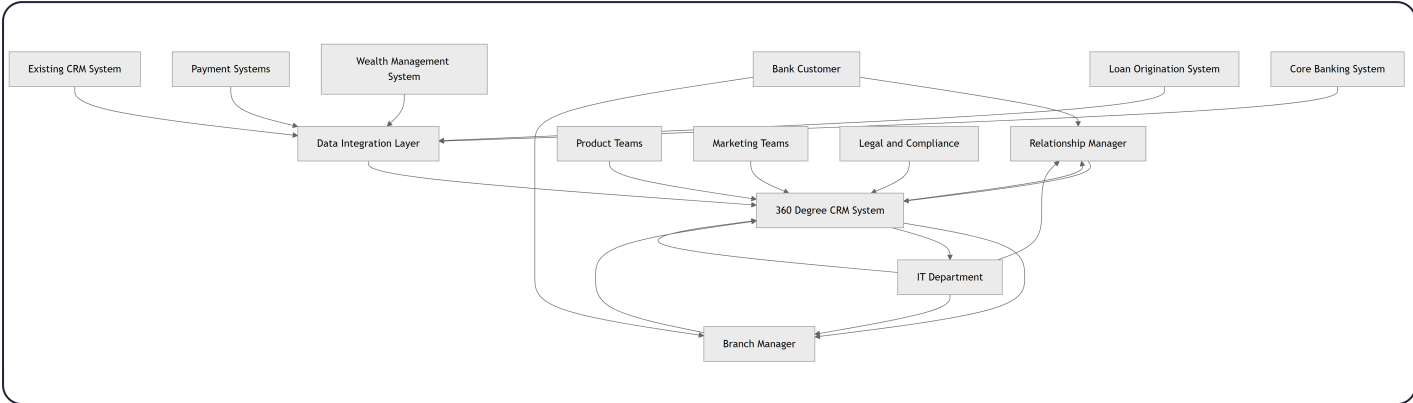 Existing CRM System
Payment Systems
Wealth Management
System
Bank Customer
Loan Origination System
Core Banking System
Data Integration Layer
Product Teams
Marketing Teams
Legal and Compliance
Relationship Manager
360 Degree CRM System
IT Department
Branch Manager